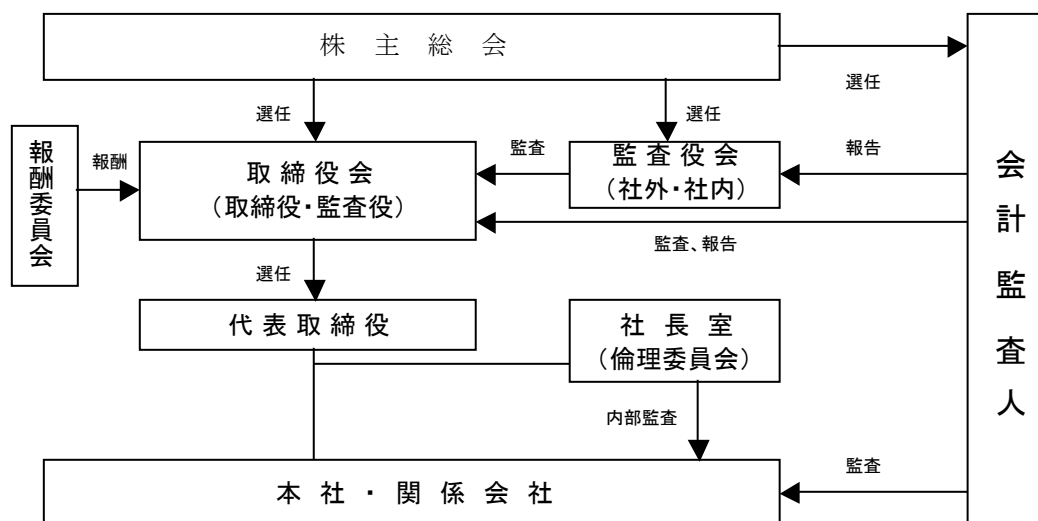 株主総会
選任
選任
選任
報酬委員会
報酬
取締役会
(取締役・監査役)
監査
監査役会
(社外・社内)
報告
監査、報告
会計監査人
選任
代表取締役
社長室
(倫理委員会)
内部監査
監査
本社・関係会社